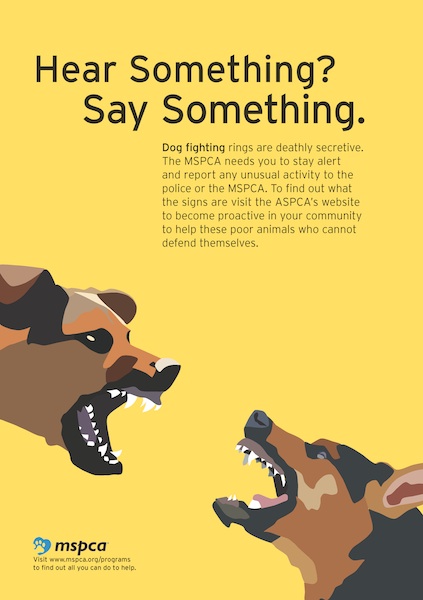 Hear Something?
Say Something.
Dog fighting rings are deathly secretive.
The MSPCA needs you to stay alert
and report any unusual activity to the
police or the MSPCA. To find out what
the signs are visit the ASPCA's website
to become proactive in your community
to help these poor animals who cannot
defend themselves.
mspca
Visit www.mspca.org/programs
to find out all you can do to help.